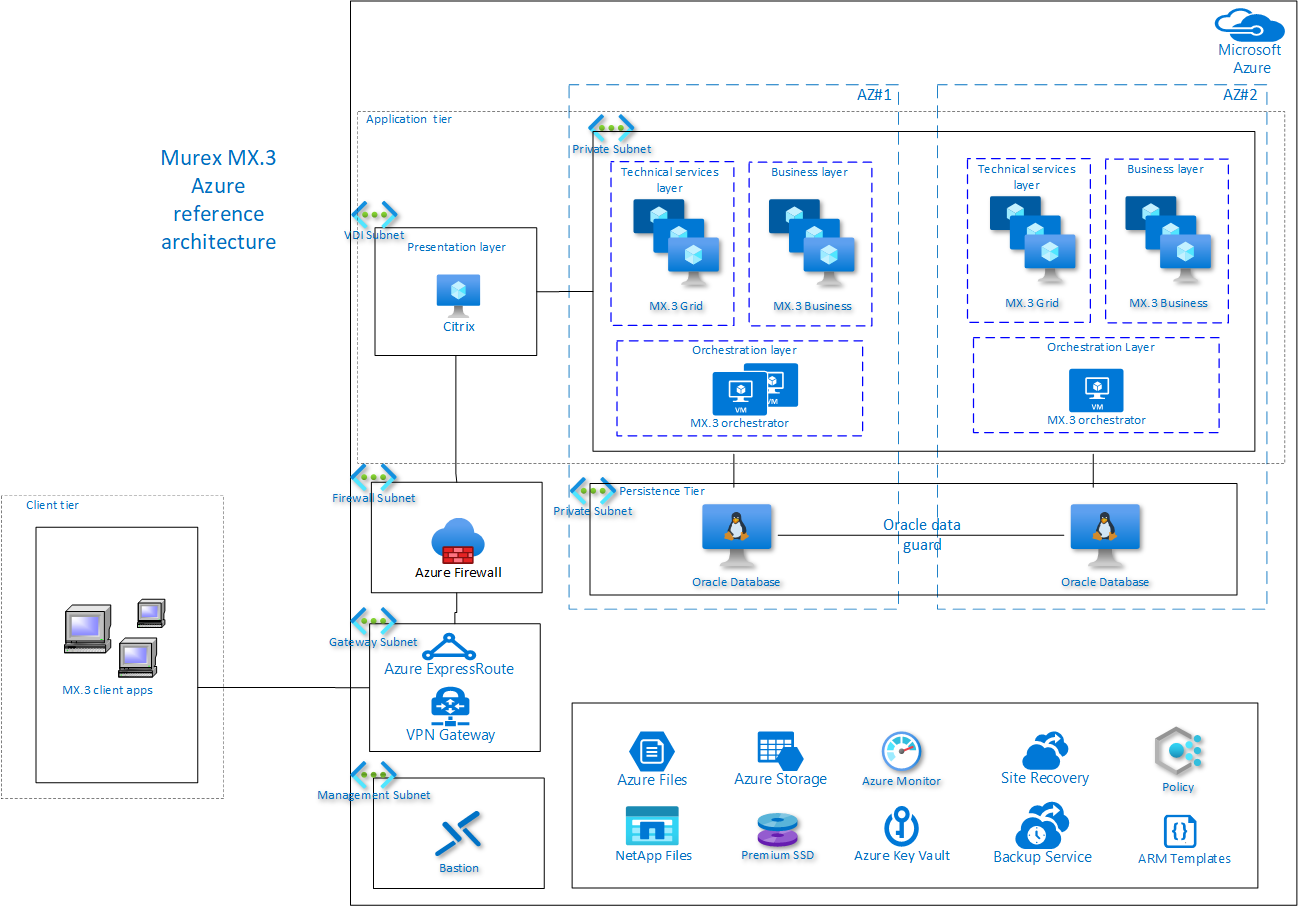 Microsoft
Azure
AZ#1
AZ#2
Application tier
Murex MX.3
Azure
reference
architecture
Private Subnet
Technical services
layer
MX.3 Grid
Business layer
MX.3 Business
Technical services
layer
MX.3 Grid
Business layer
MX.3 Business
VDI Subnet
Presentation layer
Citrix
Orchestration layer
VM
VM
MX.3 orchestrator
Orchestration Layer
VM
MX.3 orchestrator
Firewall Subnet
Azure Firewall
Private Subnet
Persistence Tier
Oracle Database
Oracle data
guard
Oracle Database
Client tier
MX.3 client apps
Gateway Subnet
Azure ExpressRoute
VPN Gateway
Management Subnet
Bastion
Azure Files
Azure Storage
Azure Monitor
Site Recovery
Policy
NetApp Files
Premium SSD
Azure Key Vault
Backup Service
ARM Templates